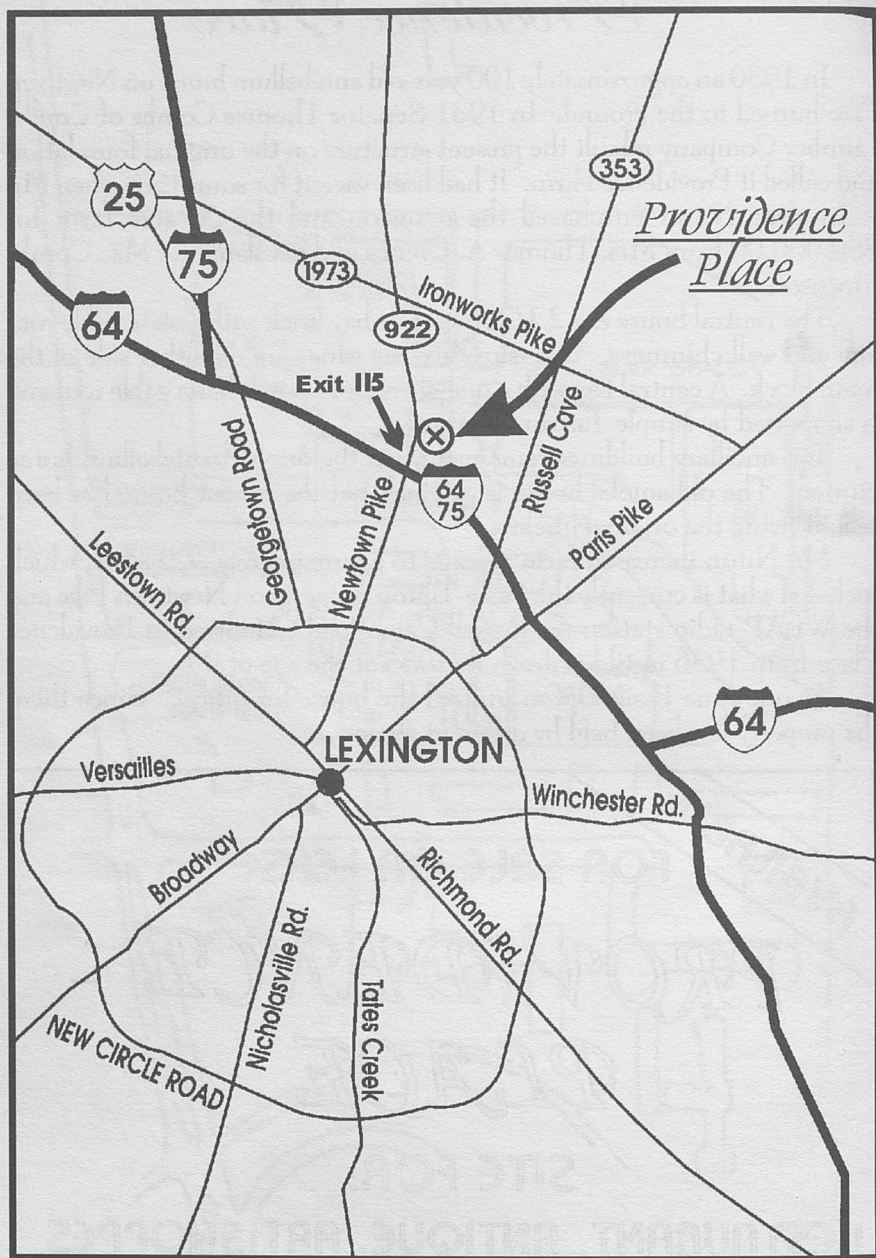 353
25
Providence
Place
75
1973
64
Ironworks Pike
922
Exit 115
Georgetown Road
Newtown Pike
64
75
Russell Cave
Paris Pike
Leestown Rd.
64
LEXINGTON
Versailles
Winchester Rd.
Broadway
Richmond Rd.
Nicholasville Rd.
Tates Creek
NEW CIRCLE ROAD